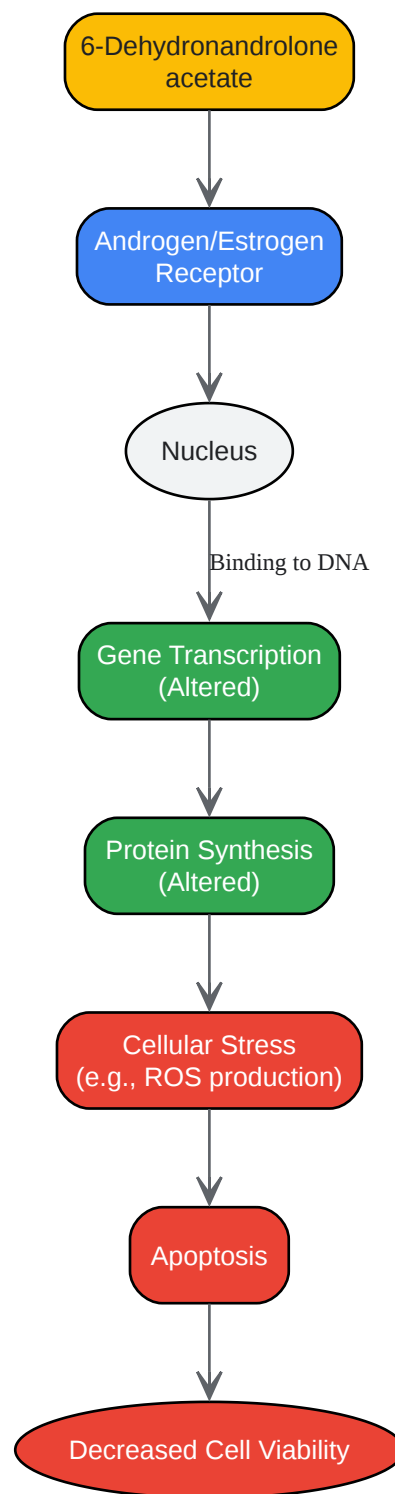 6-Dehydronandrolone
acetate
Androgen/Estrogen
Receptor
Nucleus
Binding to DNA
Gene Transcription
(Altered)
Protein Synthesis
(Altered)
Cellular Stress
(e.g., ROS production)
Apoptosis
Decreased Cell Viability